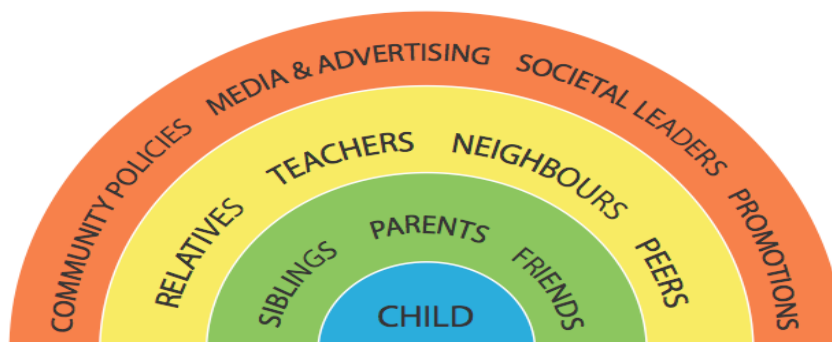 COMMUNITY POLICIES MEDIA & ADVERTISING SOCIETAL LEADERS PROMOTIONS
RELATIVES TEACHERS NEIGHBOURS PEERS
SIBLINGS PARENTS FRIENDS
CHILD